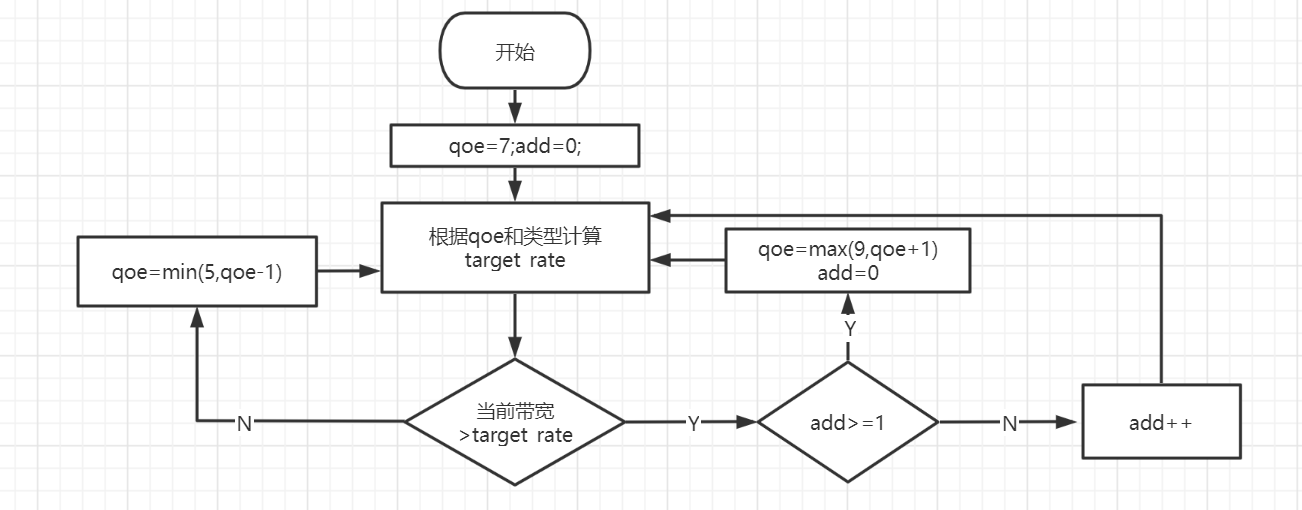 开始
qoe=7;add=0;
根据qoe和类型计算
target rate
qoe=min(5,qoe-1)
qoe=max(9,qoe+1)
add=0
Y
当前带宽
>target rate
N
Y
add>=1
N
add++